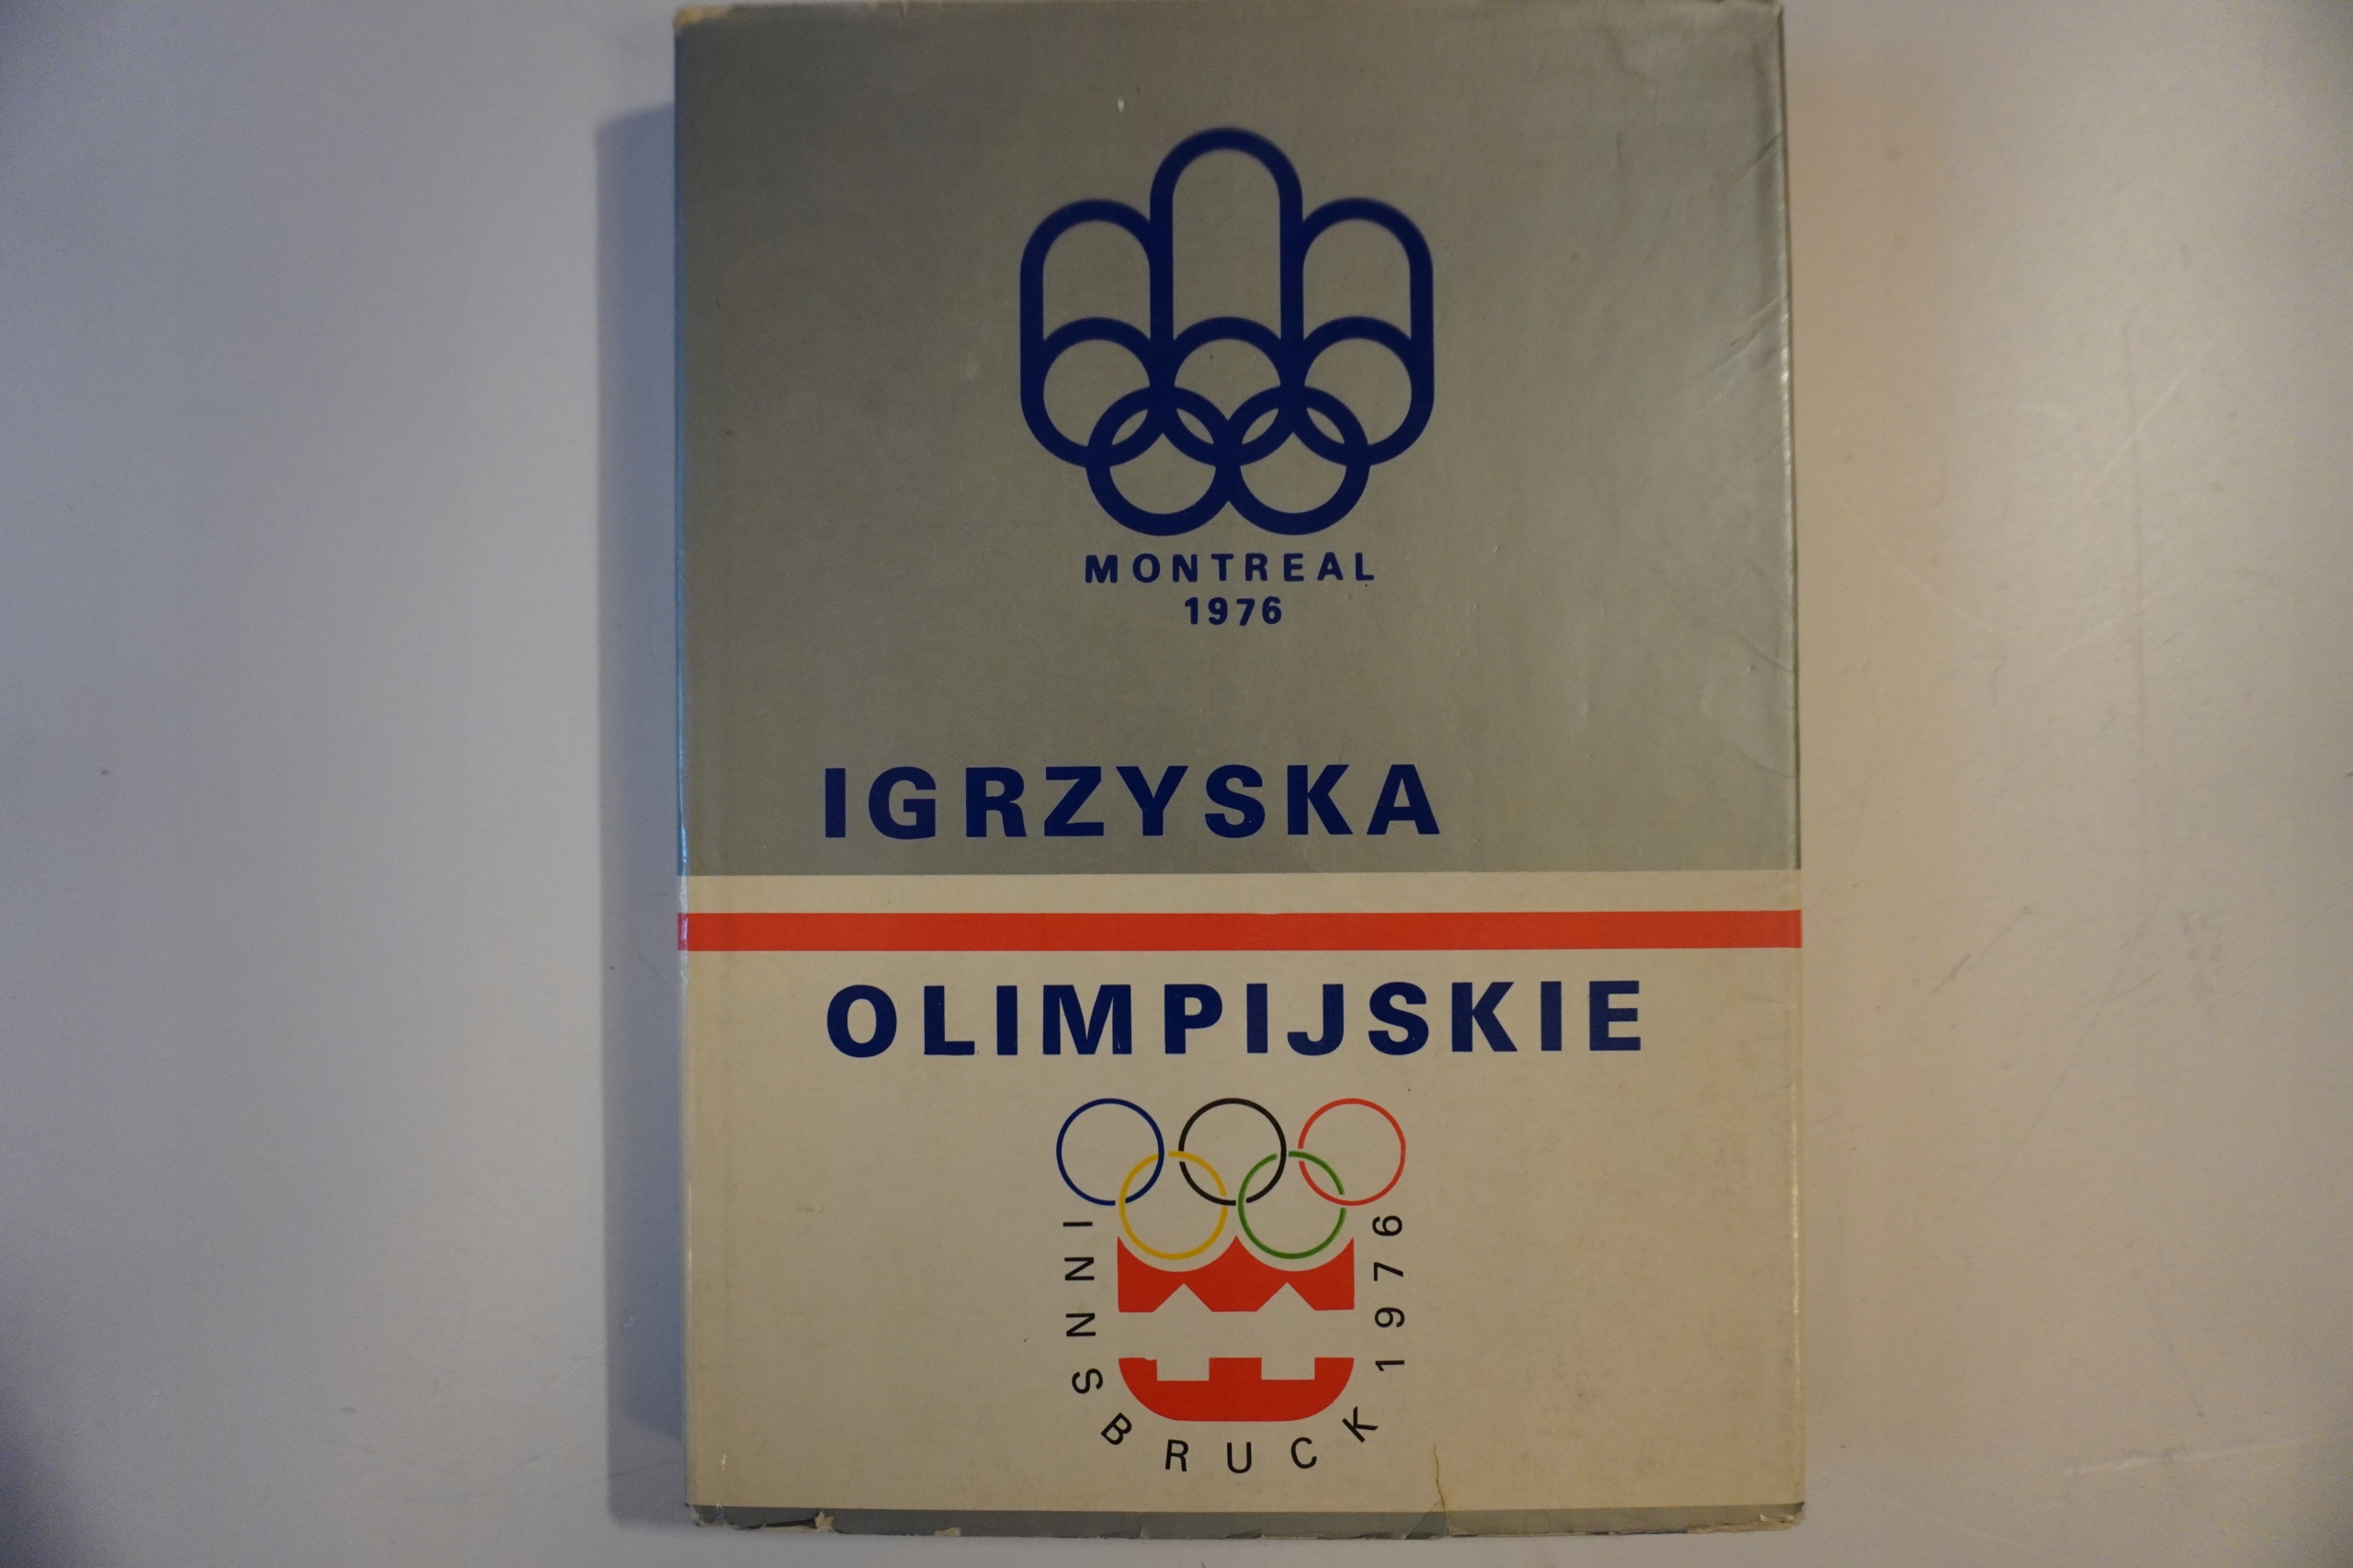 MONTREAL
1976
IGRZYSKA
OLIMPIJSKIE
INNSBRUCK 1976